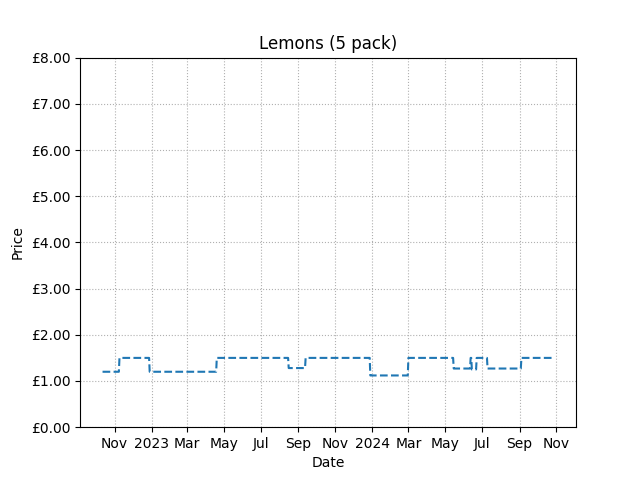 Lemons (5 pack)
£8.00
£7.00
£6.00
£5.00
£4.00
£3.00
£2.00
£1.00
£0.00
Price
Nov 2023 Mar May Jul Sep Nov 2024 Mar May Jul Sep Nov
Date